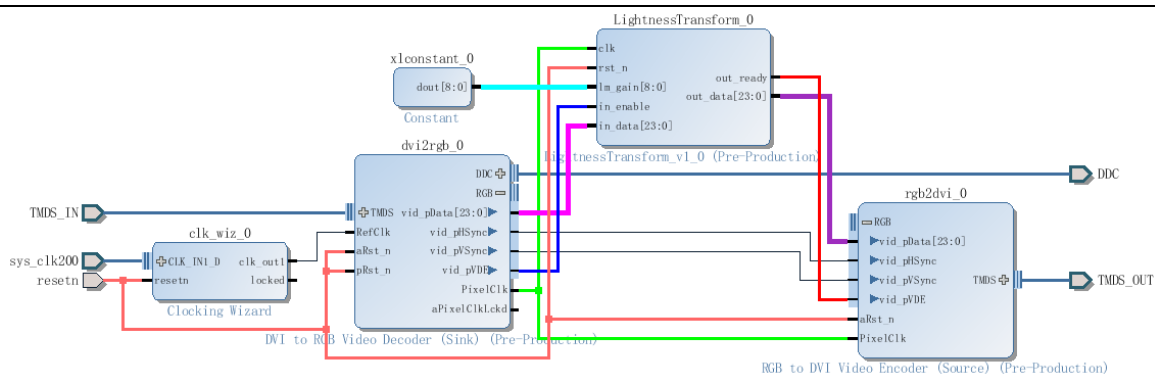 LightnessTransform_0
clk
rst_n
lm_gain[8:0]
in_enable
in_data[23:0]
out_ready
out_data[23:0]
LightnessTransform_v1_0 (Pre-Production)
xlconstant_0
dout[8:0]
Constant
dvi2rgb_0
DDC
RGB
TMDS
vid_pData[23:0]
RefClk
vid_pHSync
aRst_n
vid_pVSync
pRst_n
vid_pVDE
PixelClk
aPixelClkLckd
DVI to RGB Video Decoder (Sink) (Pre-Production)
TMDS_IN
sys_clk200
resetn
clk_wiz_0
CLK_IN1_D
clk_out1
resetn
locked
Clocking Wizard
rgb2dvi_0
RGB
vid_pData[23:0]
vid_pHSync
vid_pVSync
TMDS
vid_pVDE
aRst_n
PixelClk
RGB to DVI Video Encoder (Source) (Pre-Production)
DDC
TMDS_OUT